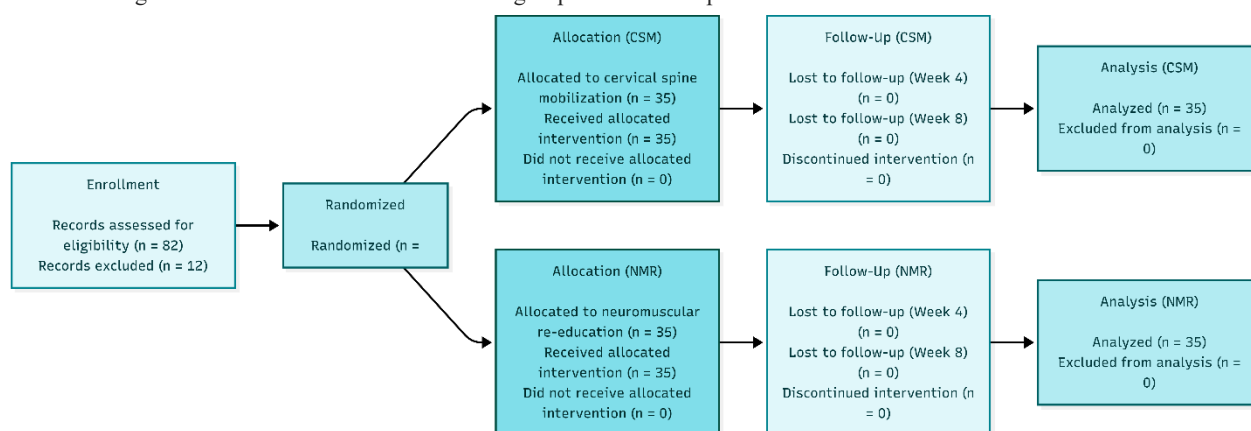 Enrollment
Records assessed for
eligibility (n = 82)
Records excluded (n = 12)
Randomized
Randomized (n =
Allocation (CSM)
Allocated to cervical spine
mobilization (n = 35)
Received allocated
intervention (n = 35)
Did not receive allocated
intervention (n = 0)
Follow-Up (CSM)
Lost to follow-up (Week 4)
(n = 0)
Lost to follow-up (Week 8)
(n = 0)
Discontinued intervention (n
= 0)
Analysis (CSM)
Analyzed (n = 35)
Excluded from analysis (n =
0)
Allocation (NMR)
Allocated to neuromuscular
re-education (n = 35)
Received allocated
intervention (n = 35)
Did not receive allocated
intervention (n = 0)
Follow-Up (NMR)
Lost to follow-up (Week 4)
(n = 0)
Lost to follow-up (Week 8)
(n = 0)
Discontinued intervention (n
= 0)
Analysis (NMR)
Analyzed (n = 35)
Excluded from analysis (n =
0)